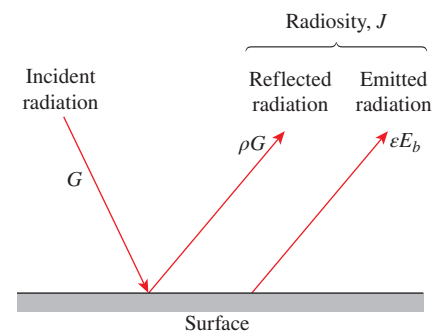 Radiosity, J
Incident
radiation
Reflected
radiation
Emitted
radiation
G
ρG
εE_b
Surface